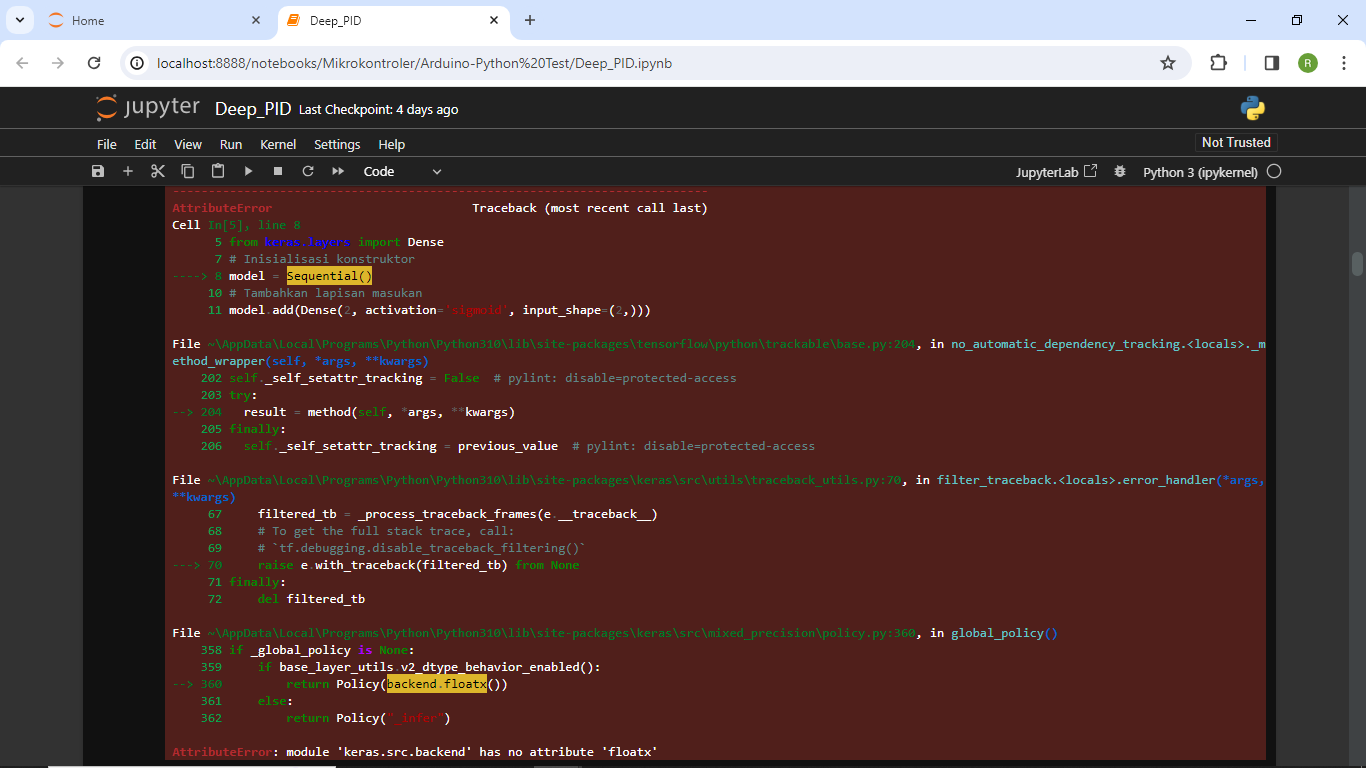 Home
Deep_PID
localhost:8888/notebooks/Mikrokontroler/Arduino-Python%20Test/Deep_PID.ipynb
R
jupyter Deep_PID Last Checkpoint: 4 days ago
File Edit View Run Kernel Settings Help
Not Trusted
Code
JupyterLab
Python 3 (ipykernel)
---------------------------------------------------------------------------
AttributeError                            Traceback (most recent call last)
Cell In[5], line 8
      5 from keras.layers import Dense
      7 # Inisialisasi konstruktor
----> 8 model = Sequential()
     10 # Tambahkan lapisan masukan
     11 model.add(Dense(2, activation='sigmoid', input_shape=(2,)))
File ~\AppData\Local\Programs\Python\Python310\lib\site-packages\tensorflow\python\trackable\base.py:204, in no_automatic_dependency_tracking.<locals>._m
ethod_wrapper(self, *args, **kwargs)
    202 self._self_setattr_tracking = False  # pylint: disable=protected-access
    203 try:
--> 204   result = method(self, *args, **kwargs)
    205 finally:
    206   self._self_setattr_tracking = previous_value  # pylint: disable=protected-access
File ~\AppData\Local\Programs\Python\Python310\lib\site-packages\keras\src\utils\traceback_utils.py:70, in filter_traceback.<locals>.error_handler(*args,
**kwargs)
     67     filtered_tb = _process_traceback_frames(e.__traceback__)
     68     # To get the full stack trace, call:
     69     # `tf.debugging.disable_traceback_filtering()`
---> 70     raise e.with_traceback(filtered_tb) from None
     71 finally:
     72     del filtered_tb
File ~\AppData\Local\Programs\Python\Python310\lib\site-packages\keras\src\mixed_precision\policy.py:360, in global_policy()
    358 if _global_policy is None:
    359     if base_layer_utils.v2_dtype_behavior_enabled():
--> 360         return Policy(backend.floatx())
    361     else:
    362         return Policy("_infer")
AttributeError: module 'keras.src.backend' has no attribute 'floatx'